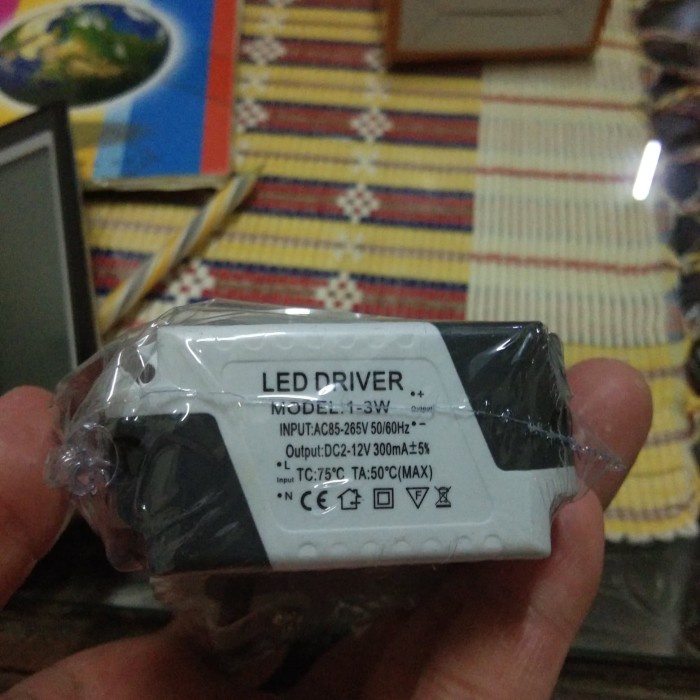 LED DRIVER
MODEL:1-3W
+
Output
INPUT:AC85-265V 50/60Hz
-
Output:DC2-12V 300mA±5%
L
Input
TC:75℃ TA:50℃(MAX)
N
CE
F